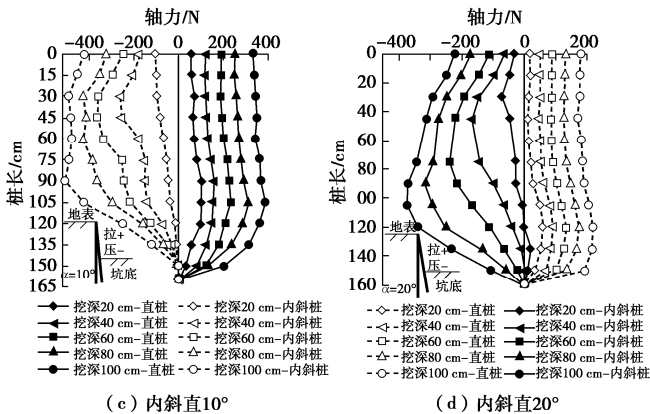 轴力/N
-400 -200 0 200 400
0
15
30
45
60
75
90
105
120
135
150
165
桩长/cm
地表
拉+
压-
α=10°
坑底
挖深20 cm-直桩 挖深20 cm-内斜桩
挖深40 cm-直桩 挖深40 cm-内斜桩
挖深60 cm-直桩 挖深60 cm-内斜桩
挖深80 cm-直桩 挖深80 cm-内斜桩
挖深100 cm-直桩 挖深100 cm-内斜桩
（c）内斜直10°
轴力/N
-400 -200 0 200
0
20
40
60
80
00
120
140
160
桩长/cm
地表
拉+
压-
α=20°
坑底
挖深20 cm-直桩 挖深20 cm-内斜桩
挖深40 cm-直桩 挖深40 cm-内斜桩
挖深60 cm-直桩 挖深60 cm-内斜桩
挖深80 cm-直桩 挖深80 cm-内斜桩
挖深100 cm-直桩 挖深100 cm-内斜桩
（d）内斜直20°